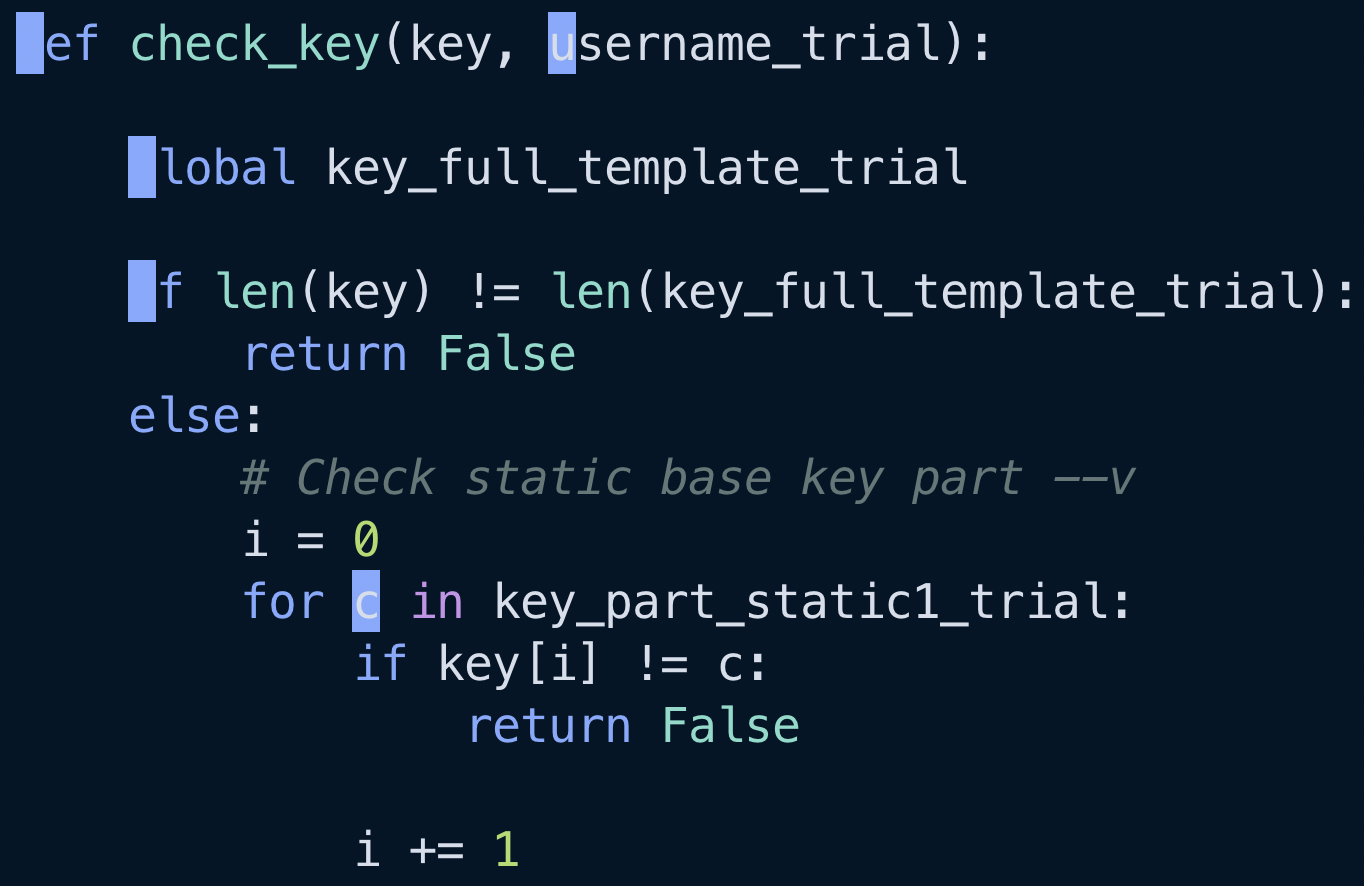 ef check_key(key, username_trial):

    lobal key_full_template_trial

    f len(key) != len(key_full_template_trial):
        return False
    else:
        # Check static base key part --v
        i = 0
        for c in key_part_static1_trial:
            if key[i] != c:
                return False

            i += 1